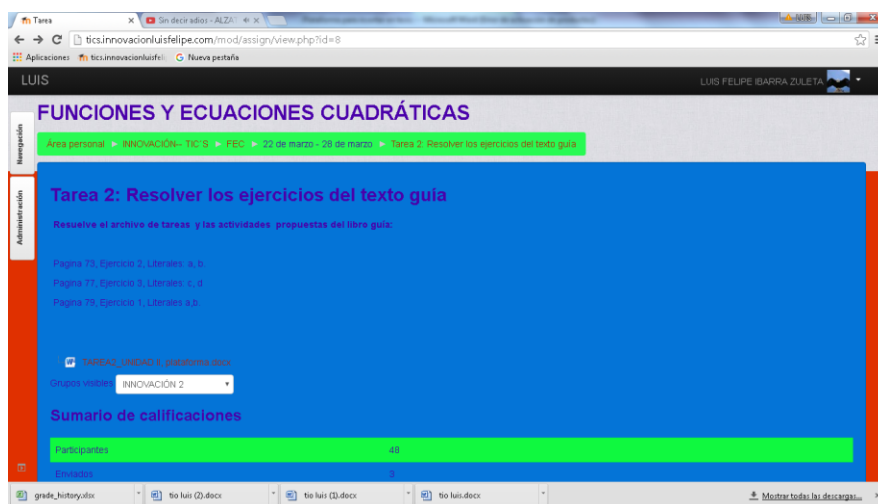 Tarea
Sin decir adios - ALZA
tics.innovacionluisfelipe.com/mod/assign/view.php?id=8
Aplicaciones tics.innovacionluisfeli Nueva pestaña
LUIS LUIS FELIPE IBARRA ZULETA
FUNCIONES Y ECUACIONES CUADRÁTICAS
Área personal INNOVACIÓN-- TIC'S FEC 22 de marzo - 28 de marzo Tarea 2: Resolver los ejercicios del texto guía
Navegación
Administración
Tarea 2: Resolver los ejercicios del texto guía
Resuelve el archivo de tareas y las actividades propuestas del libro guía:
Pagina 73, Ejercicio 2, Literales: a, b,
Pagina 77, Ejercicio 3, Literales: c, d
Pagina 79, Ejercicio 1, Literales a,b.
TAREA2_UNIDAD 1. plataforma.docx
Grupos visibles INNOVACIÓN 2
Sumario de calificaciones
Participantes 48
Enviados 3
grade_history.xlsx tio luis (2).docx tio luis (1).docx tio luis.docx Mostrar todas las descargas...